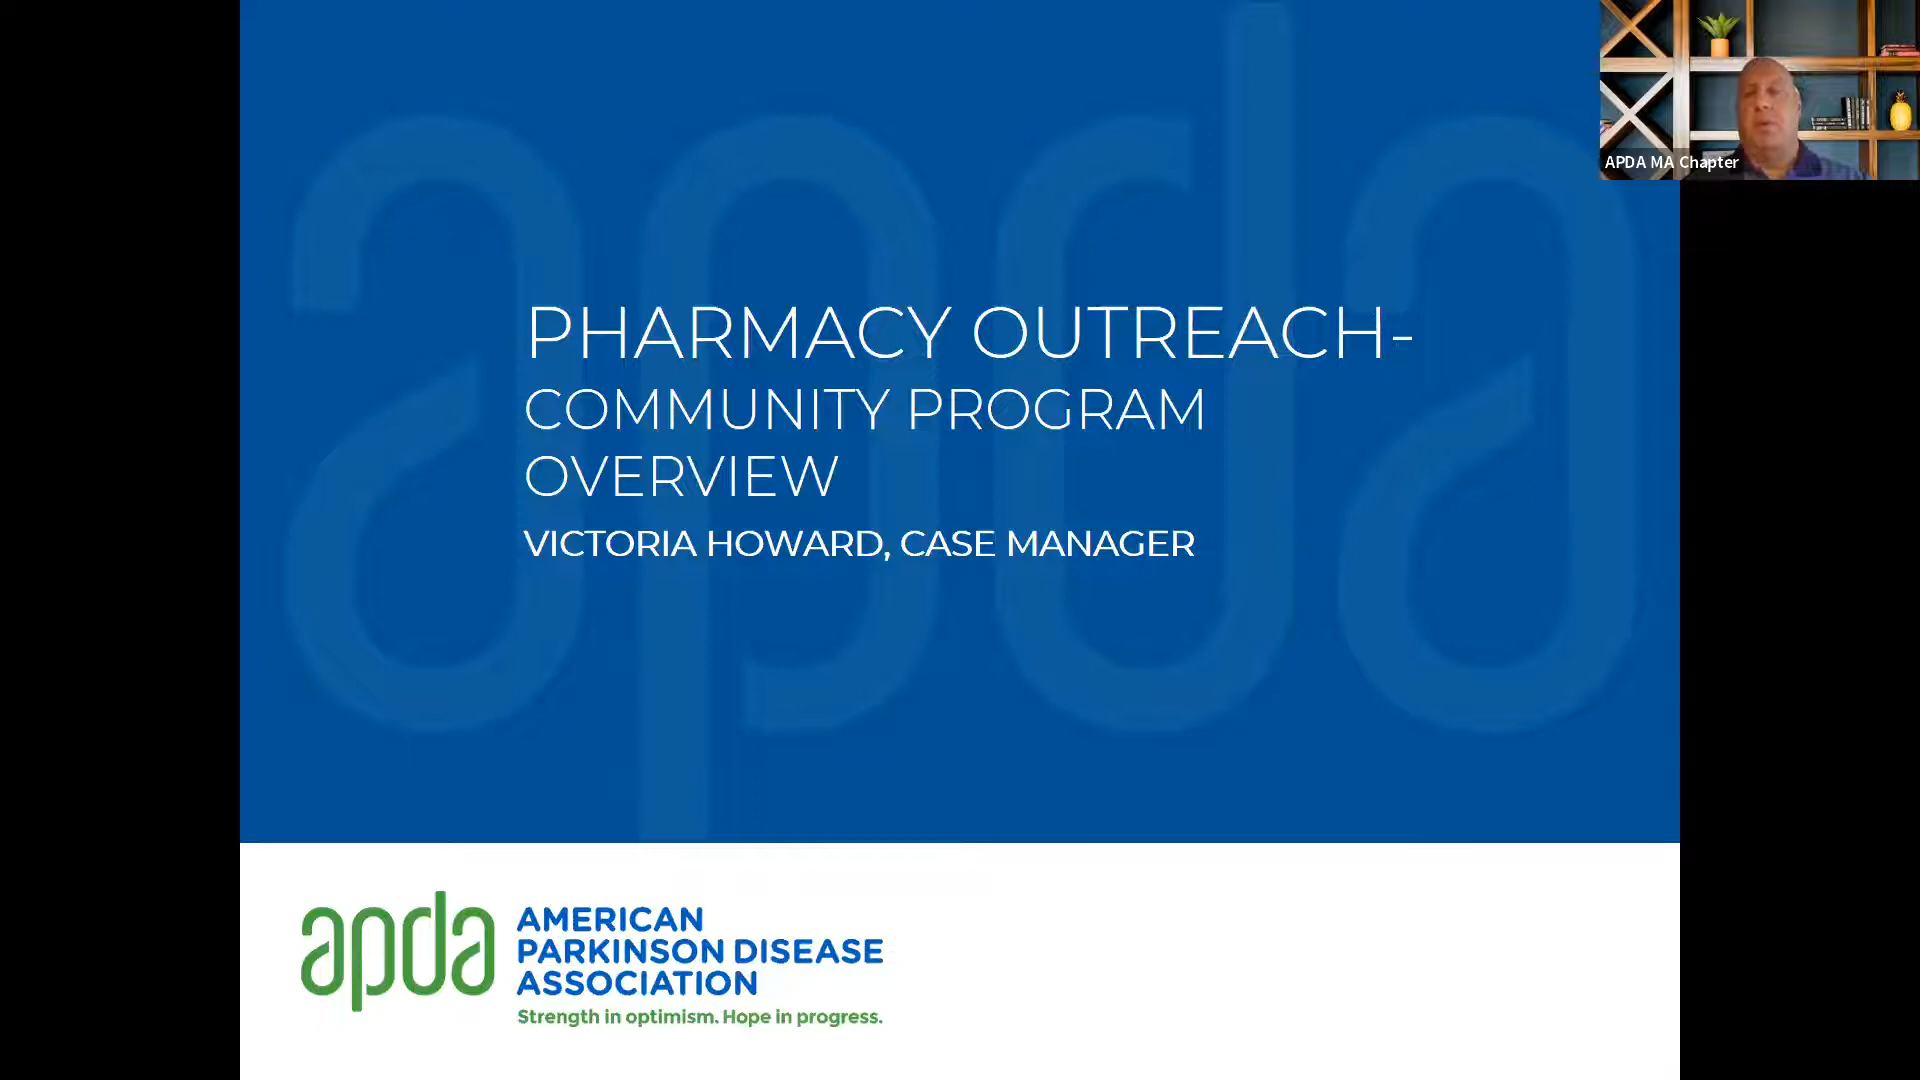 APDA MA Chapter
PHARMACY OUTREACH-
COMMUNITY PROGRAM
OVERVIEW
VICTORIA HOWARD, CASE MANAGER
apda
apda
AMERICAN
PARKINSON DISEASE
ASSOCIATION
Strength in optimism. Hope in progress.